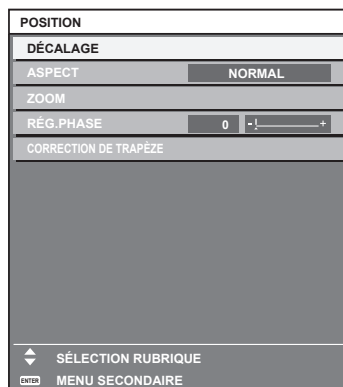 POSITION
DÉCALAGE
ASPECT NORMAL
ZOOM
RÉG.PHASE 0 - +
CORRECTION DE TRAPÈZE
SÉLECTION RUBRIQUE
ENTER MENU SECONDAIRE